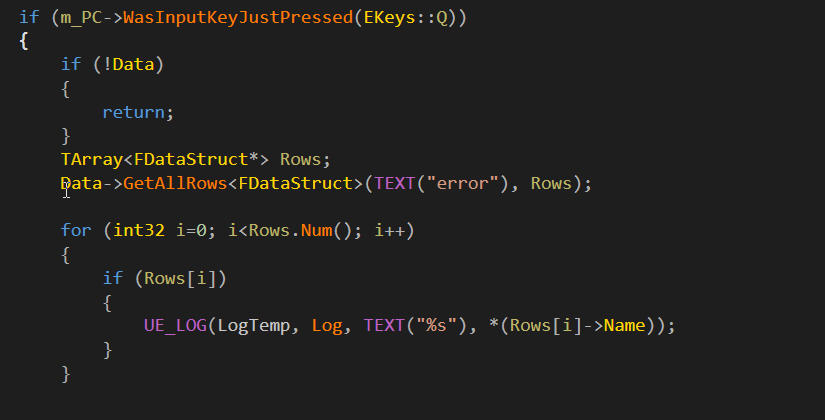 if (m_PC->WasInputKeyJustPressed(EKeys::Q))
{
    if (!Data)
    {
        return;
    }
    TArray<FDataStruct*> Rows;
    Data->GetAllRows<FDataStruct>(TEXT("error"), Rows);

    for (int32 i=0; i<Rows.Num(); i++)
    {
        if (Rows[i])
        {
            UE_LOG(LogTemp, Log, TEXT("%s"), *(Rows[i]->Name));
        }
    }